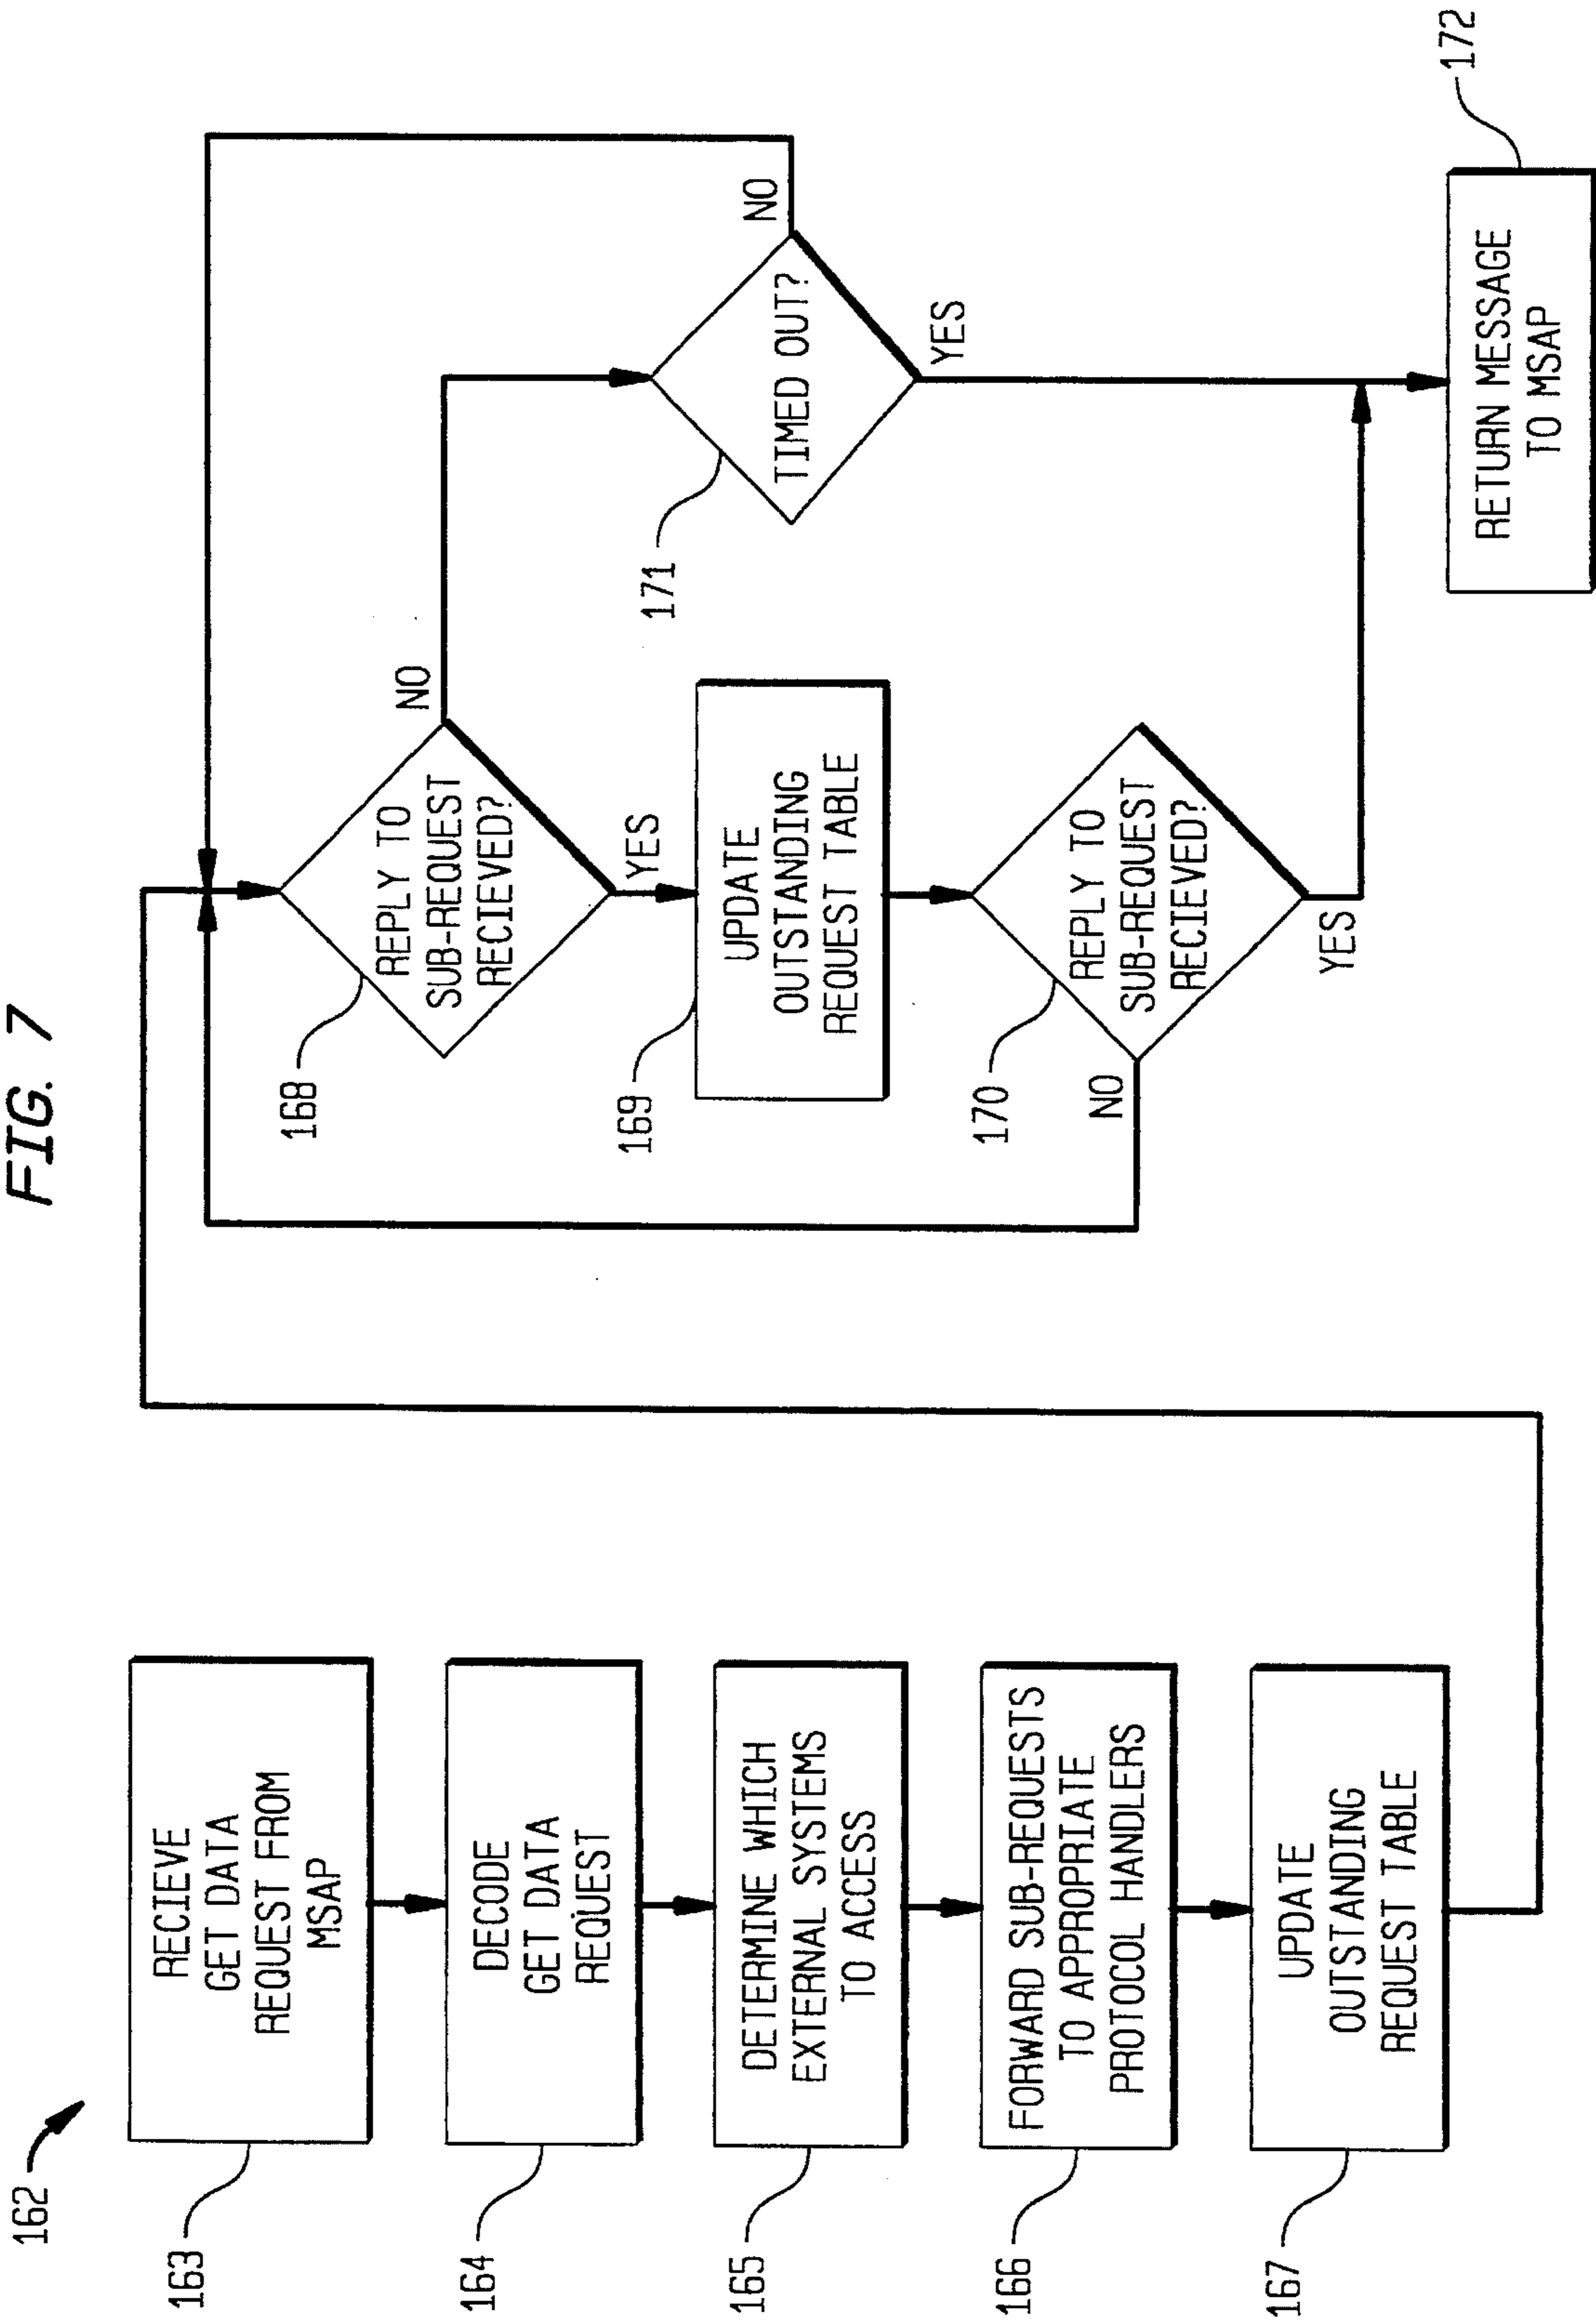 FIG. 7
162
163
RECIEVE
GET DATA
REQUEST FROM
MSAP
164
DECODE
GET DATA
REQUEST
165
DETERMINE WHICH
EXTERNAL SYSTEMS
TO ACCESS
166
FORWARD SUB-REQUESTS
TO APPROPRIATE
PROTOCOL HANDLERS
167
UPDATE
OUTSTANDING
REQUEST TABLE
168
REPLY TO
SUB-REQUEST
RECIEVED?
NO
YES
169
UPDATE
OUTSTANDING
REQUEST TABLE
170
REPLY TO
SUB-REQUEST
RECIEVED?
NO
YES
171
TIMED OUT?
NO
YES
RETURN MESSAGE
TO MSAP
172